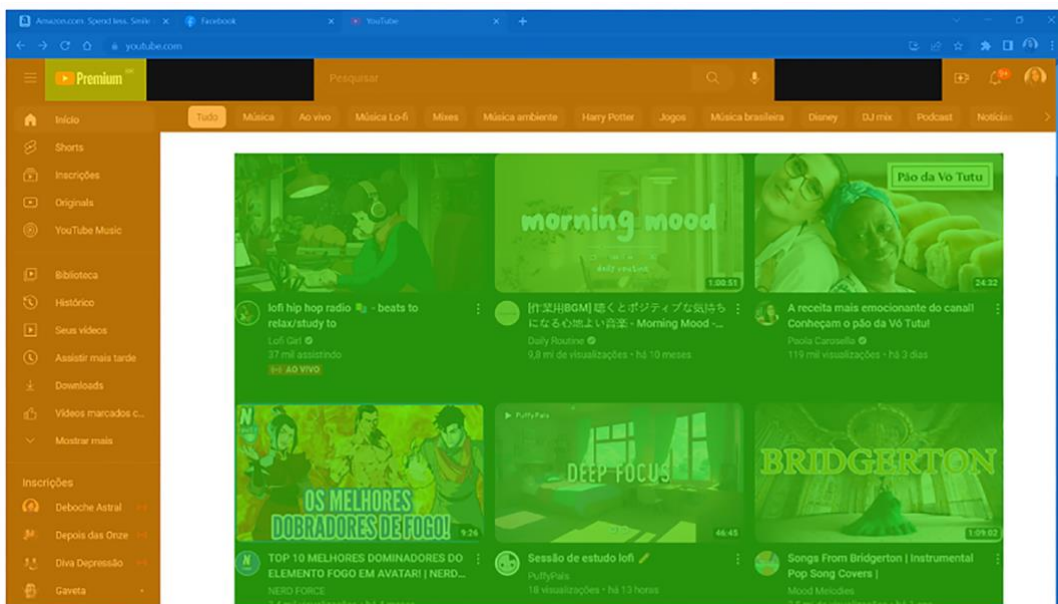 Amazon.com. Spend less. Smile
Facebook
YouTube
youtube.com
Premium
Pesquisar
9+
Tudo
Música
Ao vivo
Música Lo-fi
Mixes
Música ambiente
Harry Potter
Jogos
Música brasileira
Disney
DJ mix
Podcast
Notícias
Início
Shorts
Inscrições
Originals
YouTube Music
Biblioteca
Histórico
Seus vídeos
Assistir mais tarde
Downloads
Vídeos marcados c...
Mostrar mais
Inscrições
Deboche Astral
Depois das Onze
Diva Depressão
Gaveta
lofi hip hop radio - beats to
relax/study to
Lofi Girl
37 mil assistindo
AO VIVO
morning mood
daily routine
1:00:51
[作業用BGM] 聴くとポジティブな気持ち
になる心地よい音楽 - Morning Mood -...
Daily Routine
9,8 mi de visualizações • há 10 meses
Pão da Vó Tutu
24:32
A receita mais emocionante do canal!
Conheçam o pão da Vó Tutu!
Paola Carosella
119 mil visualizações • há 3 dias
OS MELHORES
DOBRADORES DE FOGO!
9:26
TOP 10 MELHORES DOMINADORES DO
ELEMENTO FOGO EM AVATAR! | NERD...
NERD FORCE
PuffyPals
DEEP FOCUS
46:45
Sessão de estudo lofi
PuffyPals
18 visualizações • há 13 horas
BRIDGERTON
1:09:02
Songs From Bridgerton | Instrumental
Pop Song Covers |
Mood Melodies